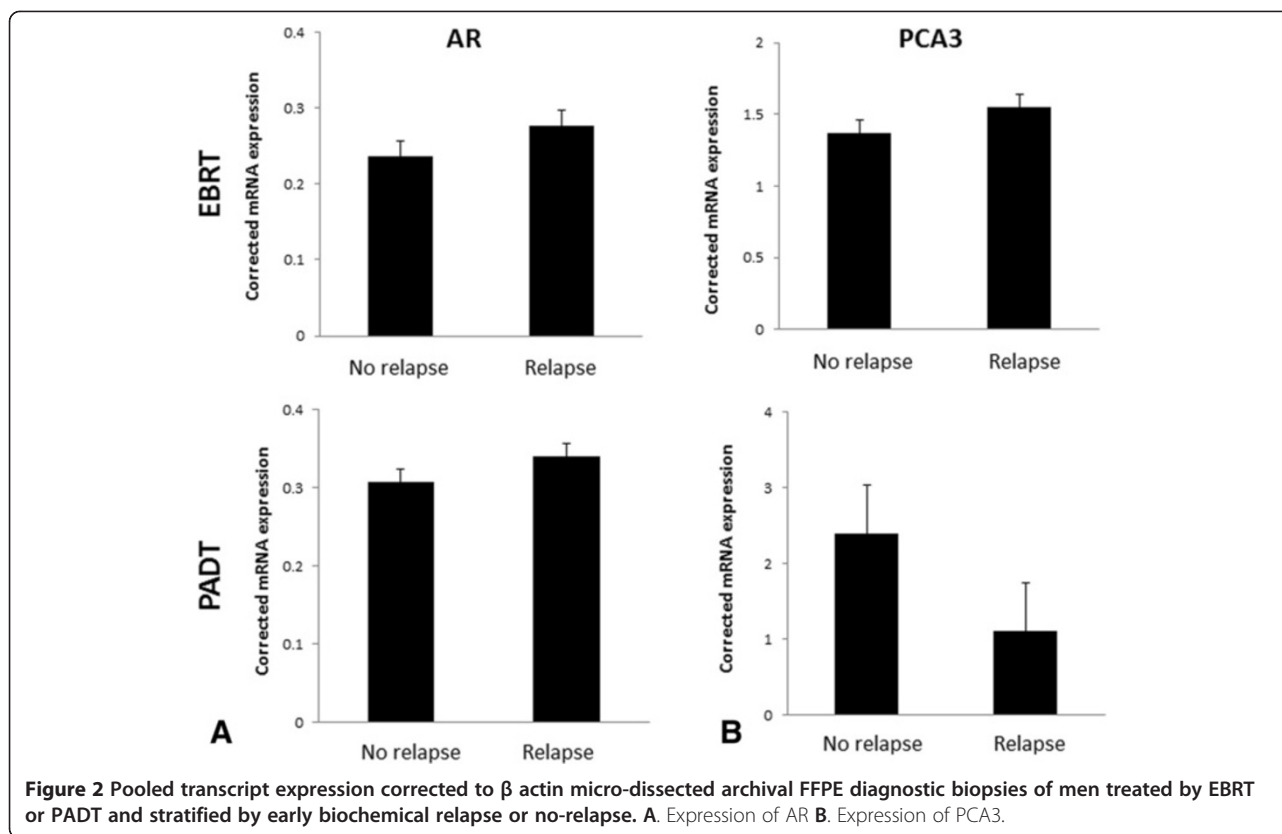 AR
EBRT
Corrected mRNA expression
0.4
0.3
0.2
0.1
0
No relapse Relapse
PCA3
Corrected mRNA expression
2
1.5
1
0.5
0
No relapse Relapse
PADT
Corrected mRNA expression
0.4
0.3
0.2
0.1
0
No relapse Relapse
A
Corrected mRNA expression
4
3
2
1
0
No relapse Relapse
B
Figure 2 Pooled transcript expression corrected to β actin micro-dissected archival FFPE diagnostic biopsies of men treated by EBRT
or PADT and stratified by early biochemical relapse or no-relapse. A. Expression of AR B. Expression of PCA3.